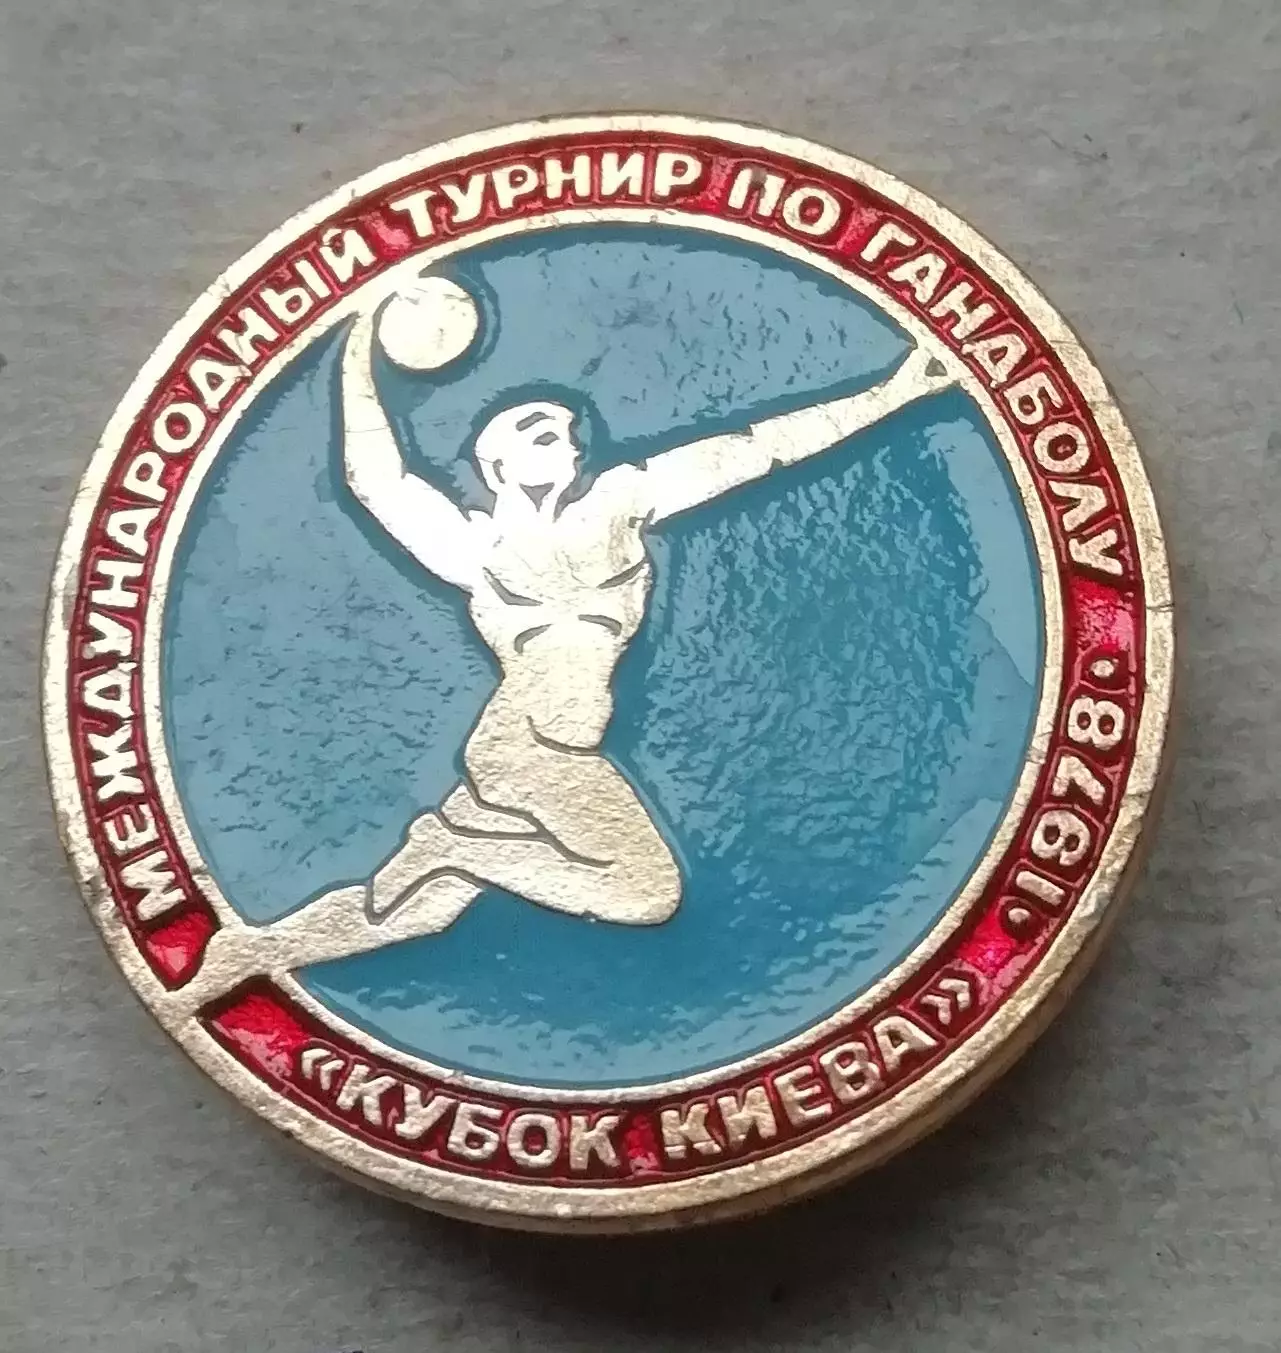 МЕЖДУНАРОДНЫЙ ТУРНИР ПО ГАНДБОЛУ
·1978·
«КУБОК КИЕВА»